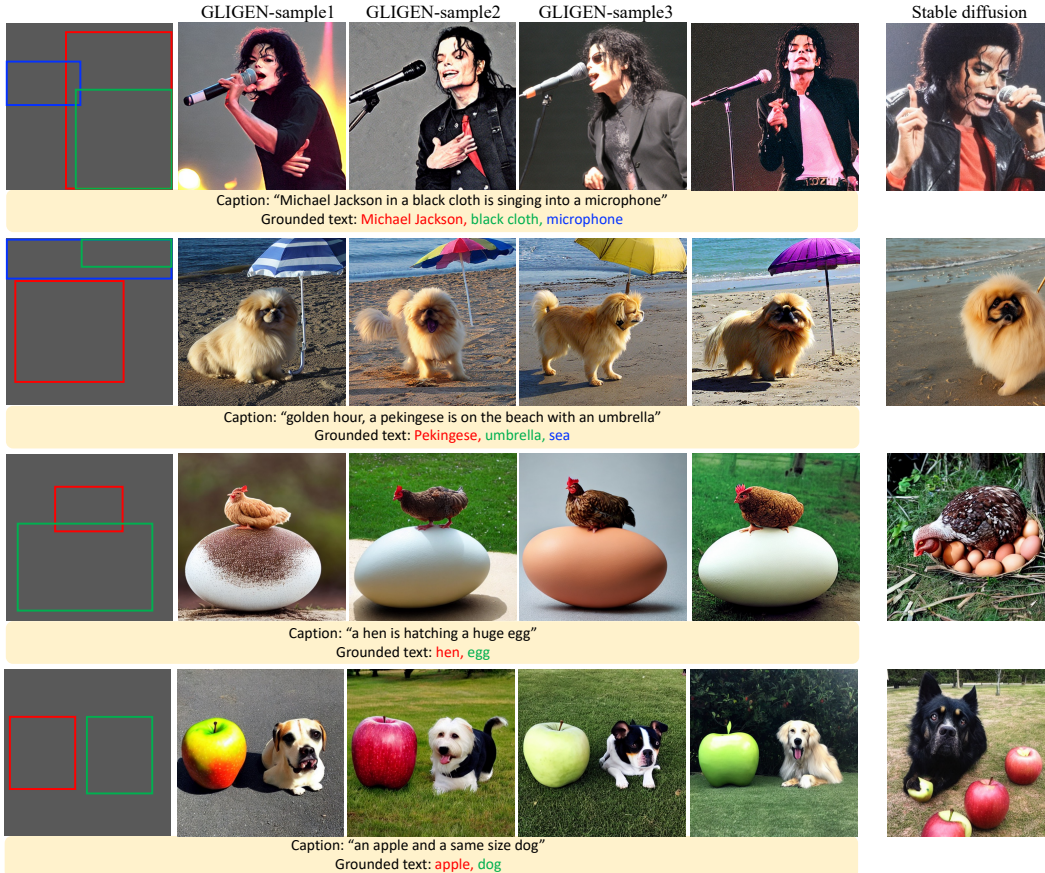 GLIGEN-sample1 GLIGEN-sample2 GLIGEN-sample3 Stable diffusion
Caption: “Michael Jackson in a black cloth is singing into a microphone”
Grounded text: Michael Jackson, black cloth, microphone
Caption: “golden hour, a pekingese is on the beach with an umbrella”
Grounded text: Pekingese, umbrella, sea
Caption: “a hen is hatching a huge egg”
Grounded text: hen, egg
Caption: “an apple and a same size dog”
Grounded text: apple, dog